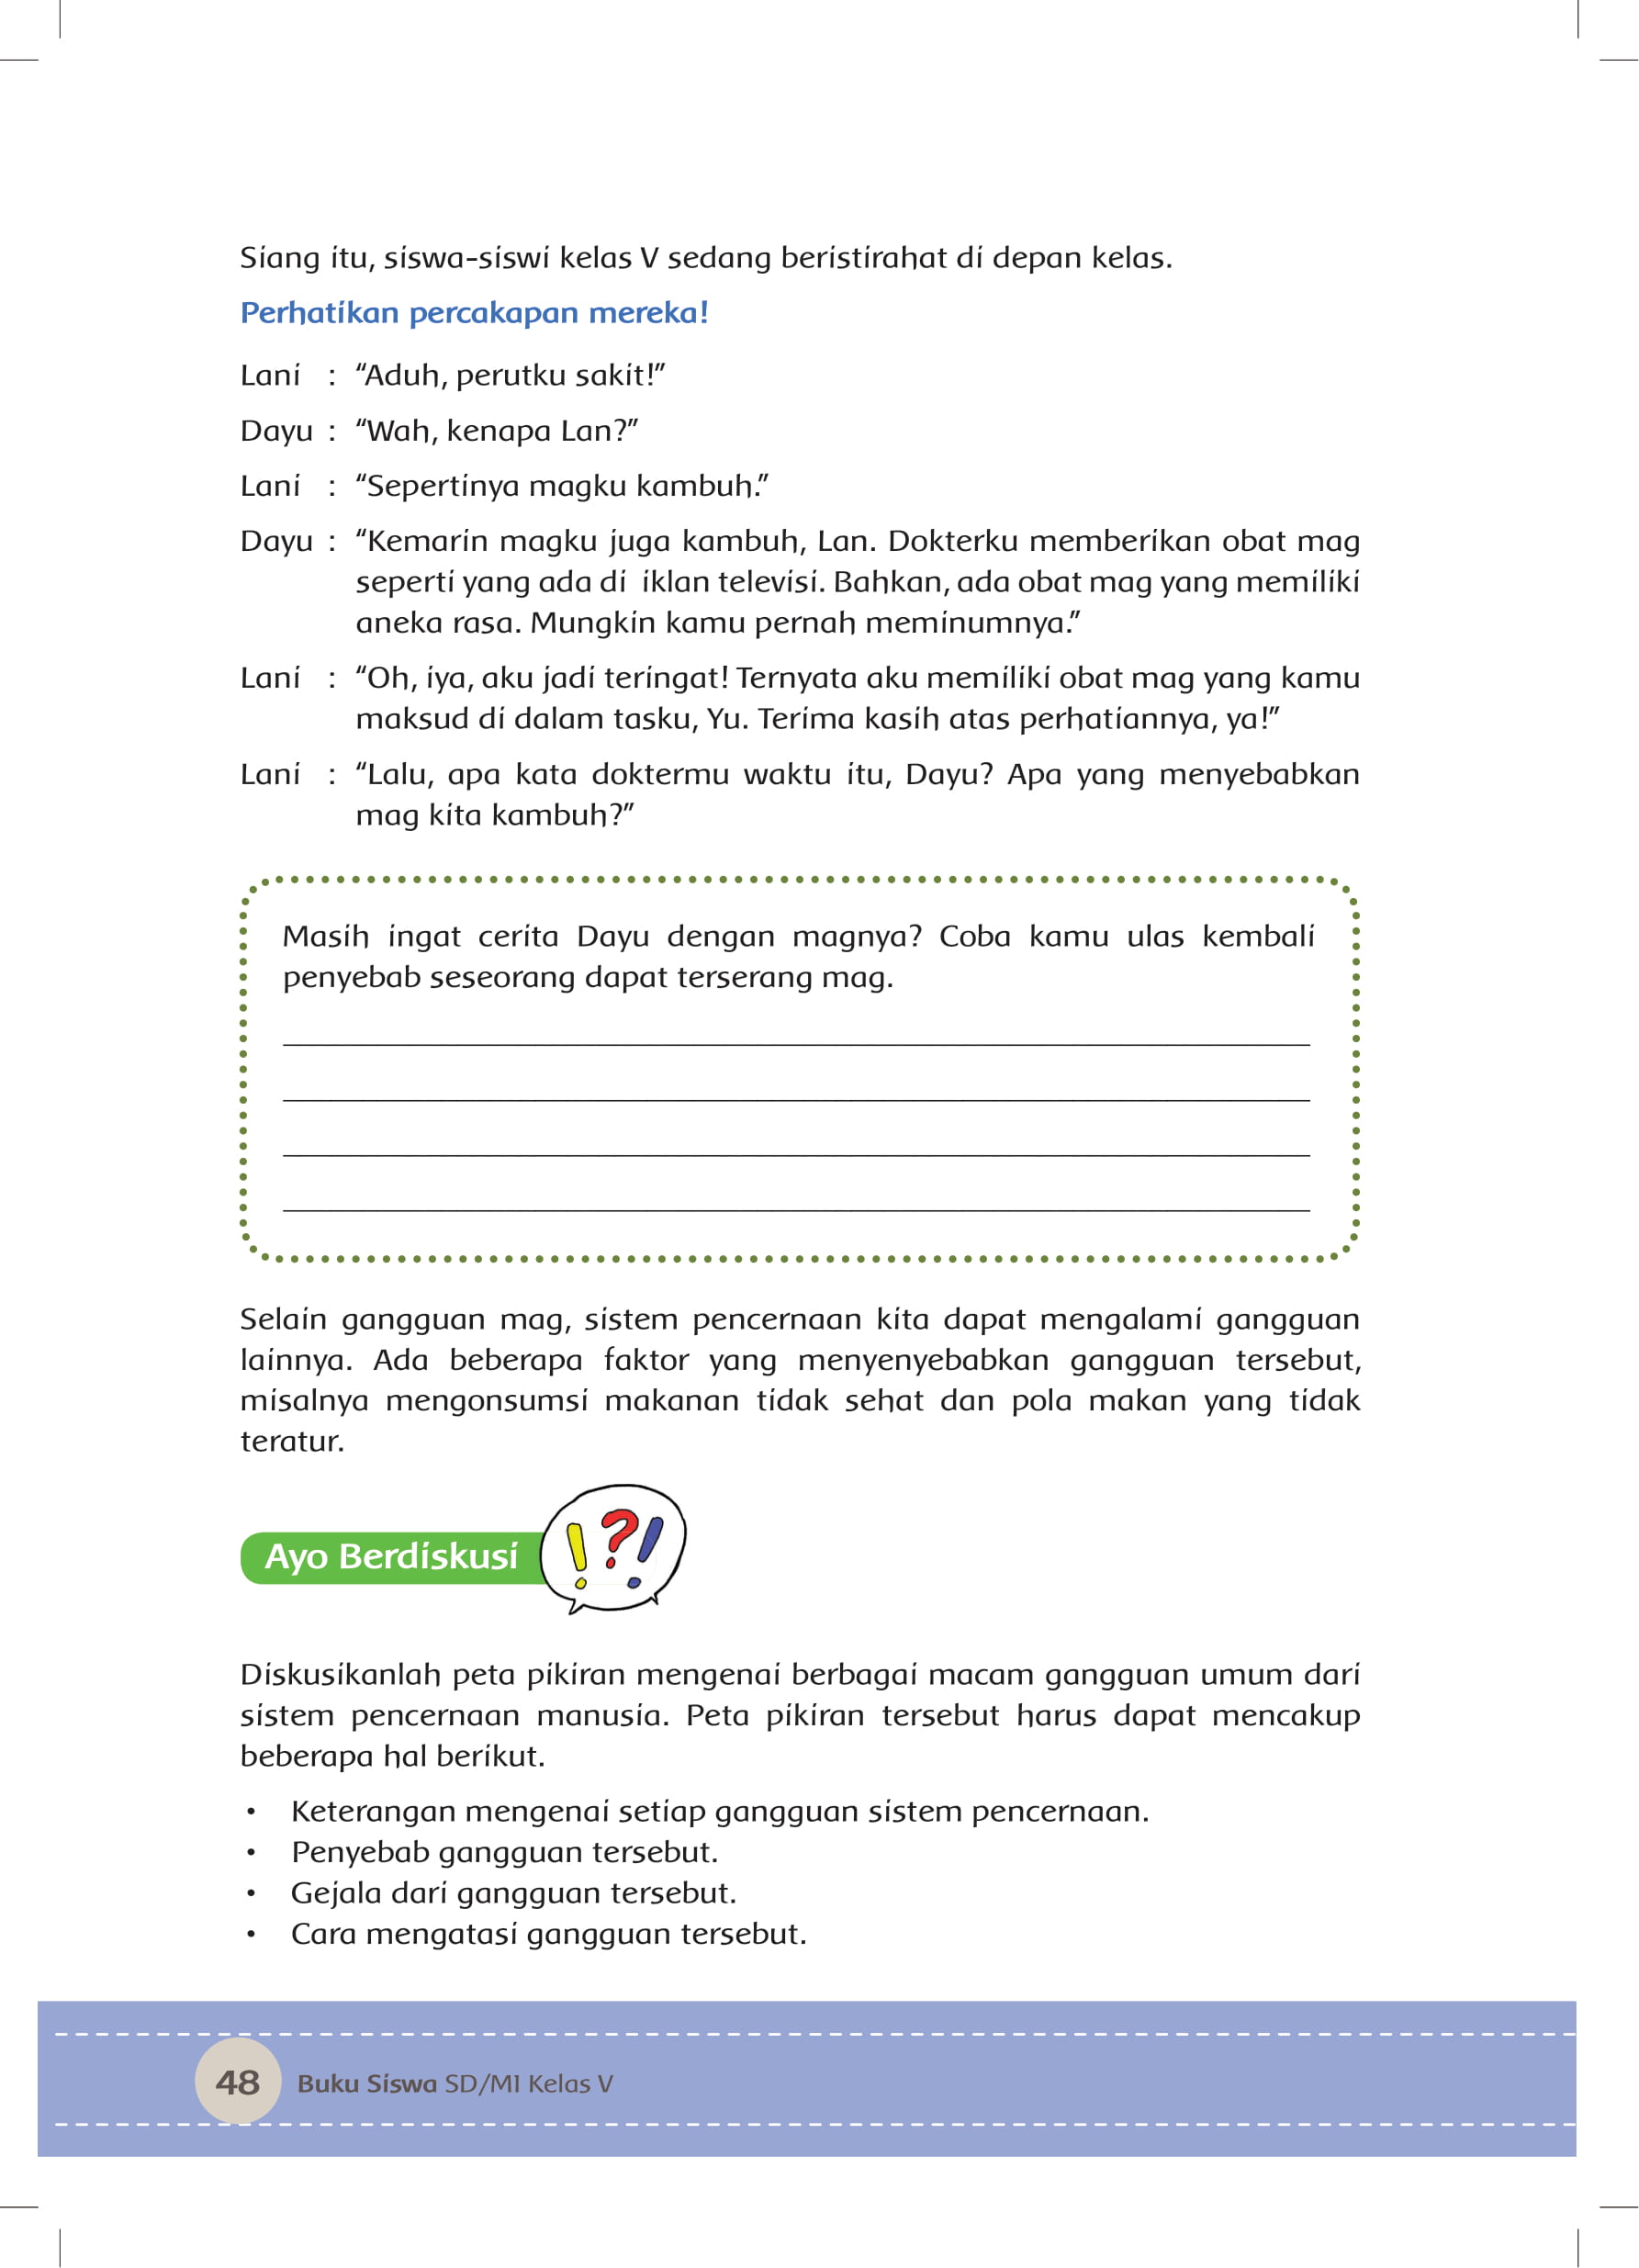 Siang itu, siswa-siswi kelas V sedang beristirahat di depan kelas.
Perhatikan percakapan mereka!
Lani : “Aduh, perutku sakit!”
Dayu : “Wah, kenapa Lan?”
Lani : “Sepertinya magku kambuh.”
Dayu : “Kemarin magku juga kambuh, Lan. Dokterku memberikan obat mag
seperti yang ada di iklan televisi. Bahkan, ada obat mag yang memiliki
aneka rasa. Mungkin kamu pernah meminumnya.”
Lani : “Oh, iya, aku jadi teringat! Ternyata aku memiliki obat mag yang kamu
maksud di dalam tasku, Yu. Terima kasih atas perhatiannya, ya!”
Lani : “Lalu, apa kata doktermu waktu itu, Dayu? Apa yang menyebabkan
mag kita kambuh?”
Masih ingat cerita Dayu dengan magnya? Coba kamu ulas kembali
penyebab seseorang dapat terserang mag.
Selain gangguan mag, sistem pencernaan kita dapat mengalami gangguan
lainnya. Ada beberapa faktor yang menyenyebabkan gangguan tersebut,
misalnya mengonsumsi makanan tidak sehat dan pola makan yang tidak
teratur.
Ayo Berdiskusi
!?!
Diskusikanlah peta pikiran mengenai berbagai macam gangguan umum dari
sistem pencernaan manusia. Peta pikiran tersebut harus dapat mencakup
beberapa hal berikut.
• Keterangan mengenai setiap gangguan sistem pencernaan.
• Penyebab gangguan tersebut.
• Gejala dari gangguan tersebut.
• Cara mengatasi gangguan tersebut.
48 Buku Siswa SD/MI Kelas V